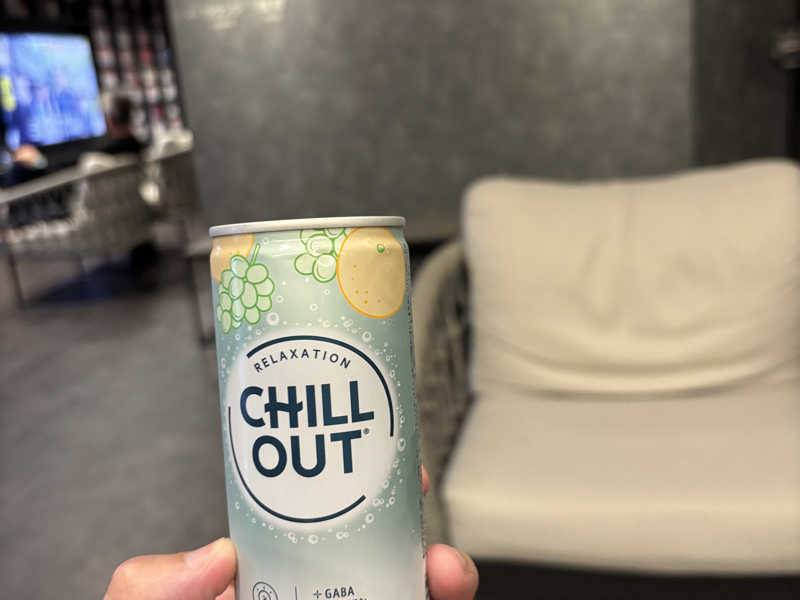 RELAXATION
CHILL
OUT®
+ GABA